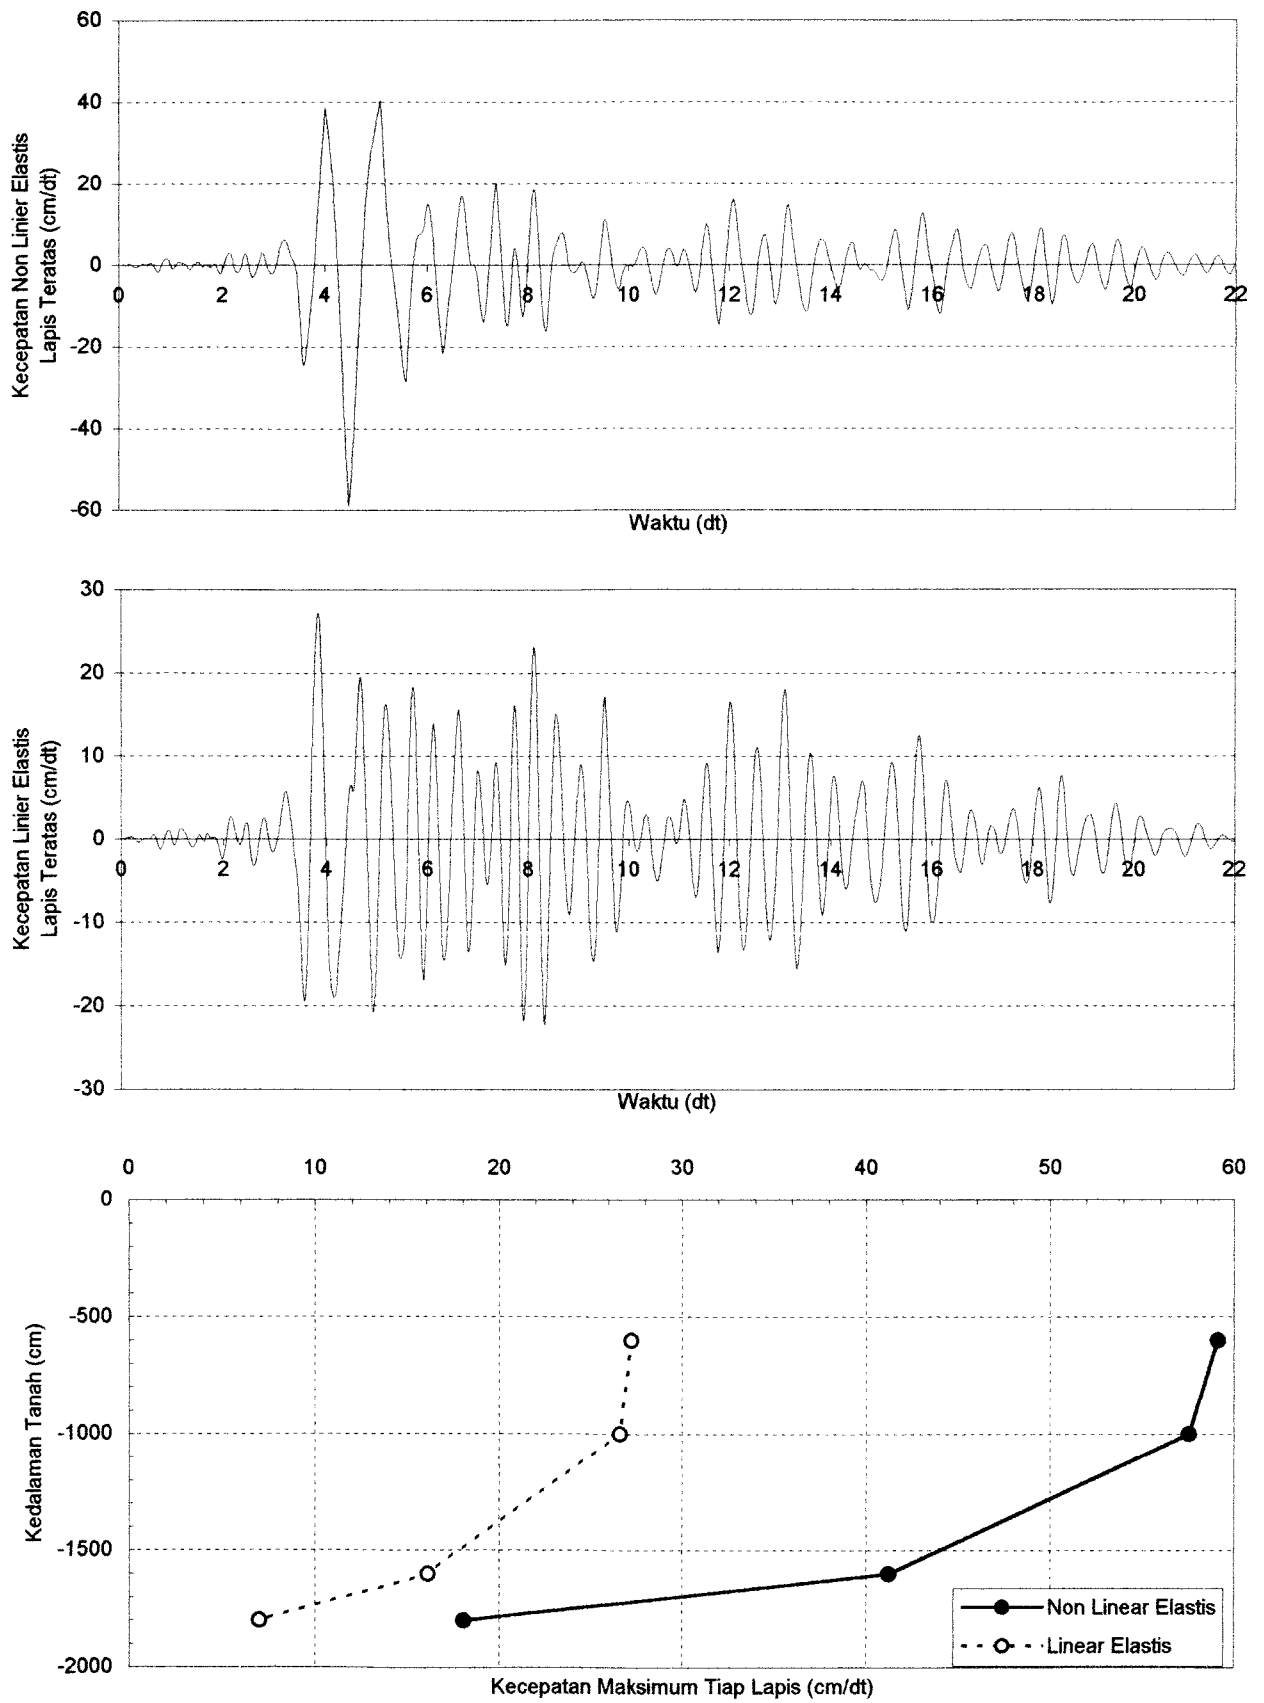 60
40
20
0
-20
-40
-60
0 2 4 6 8 10 12 14 16 18 20 22
Kecepatan Non Linier Elastis
Lapis Teratas (cm/dt)
Waktu (dt)
30
20
10
0
-10
-20
-30
0 2 4 6 8 10 12 14 16 18 20 22
Kecepatan Linier Elastis
Lapis Teratas (cm/dt)
Waktu (dt)
0 10 20 30 40 50 60
0
-500
-1000
-1500
-2000
Kedalaman Tanah (cm)
Non Linear Elastis
Linear Elastis
Kecepatan Maksimum Tiap Lapis (cm/dt)